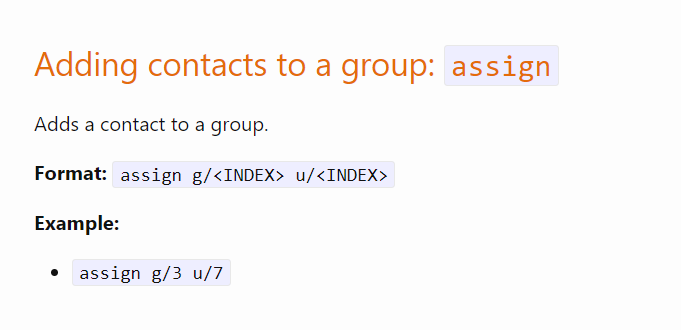 Adding contacts to a group: assign
Adds a contact to a group.
Format: assign g/<INDEX> u/<INDEX>
Example:
assign g/3 u/7